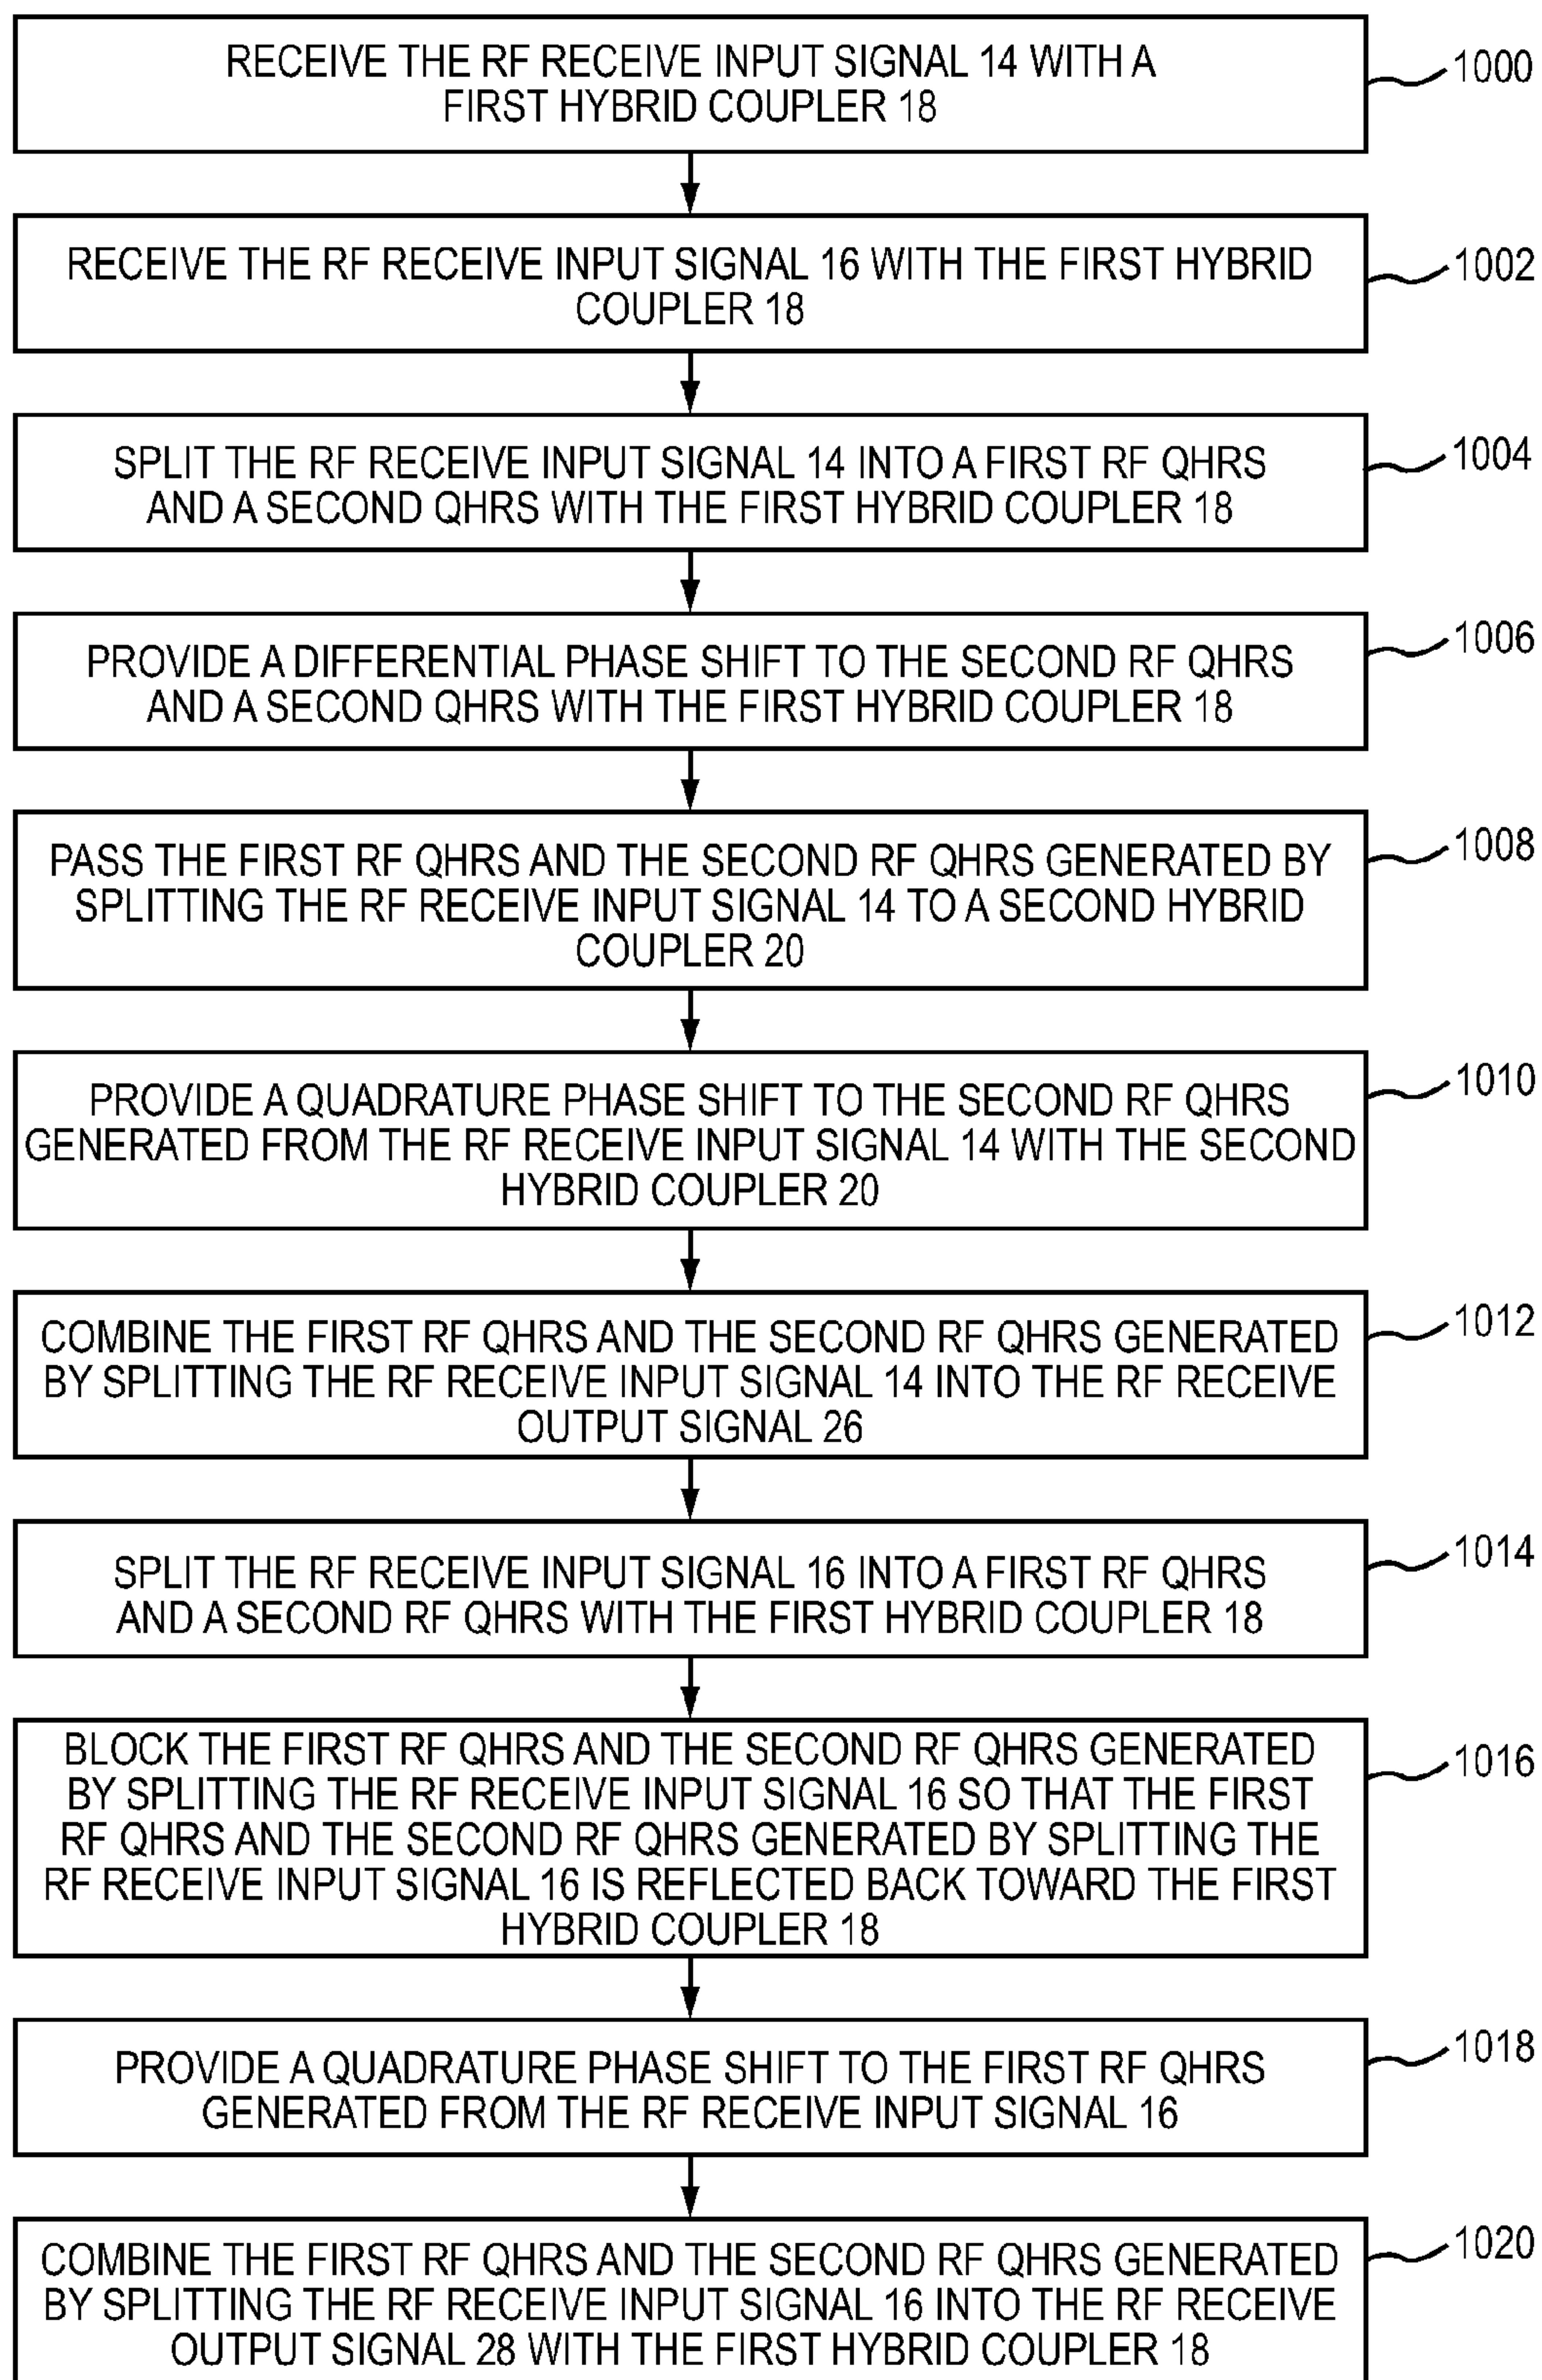 RECEIVE THE RF RECEIVE INPUT SIGNAL 14 WITH A
FIRST HYBRID COUPLER 18
1000
RECEIVE THE RF RECEIVE INPUT SIGNAL 16 WITH THE FIRST HYBRID
COUPLER 18
1002
SPLIT THE RF RECEIVE INPUT SIGNAL 14 INTO A FIRST RF QHRS
AND A SECOND QHRS WITH THE FIRST HYBRID COUPLER 18
1004
PROVIDE A DIFFERENTIAL PHASE SHIFT TO THE SECOND RF QHRS
AND A SECOND QHRS WITH THE FIRST HYBRID COUPLER 18
1006
PASS THE FIRST RF QHRS AND THE SECOND RF QHRS GENERATED BY
SPLITTING THE RF RECEIVE INPUT SIGNAL 14 TO A SECOND HYBRID
COUPLER 20
1008
PROVIDE A QUADRATURE PHASE SHIFT TO THE SECOND RF QHRS
GENERATED FROM THE RF RECEIVE INPUT SIGNAL 14 WITH THE SECOND
HYBRID COUPLER 20
1010
COMBINE THE FIRST RF QHRS AND THE SECOND RF QHRS GENERATED
BY SPLITTING THE RF RECEIVE INPUT SIGNAL 14 INTO THE RF RECEIVE
OUTPUT SIGNAL 26
1012
SPLIT THE RF RECEIVE INPUT SIGNAL 16 INTO A FIRST RF QHRS
AND A SECOND RF QHRS WITH THE FIRST HYBRID COUPLER 18
1014
BLOCK THE FIRST RF QHRS AND THE SECOND RF QHRS GENERATED
BY SPLITTING THE RF RECEIVE INPUT SIGNAL 16 SO THAT THE FIRST
RF QHRS AND THE SECOND RF QHRS GENERATED BY SPLITTING THE
RF RECEIVE INPUT SIGNAL 16 IS REFLECTED BACK TOWARD THE FIRST
HYBRID COUPLER 18
1016
PROVIDE A QUADRATURE PHASE SHIFT TO THE FIRST RF QHRS
GENERATED FROM THE RF RECEIVE INPUT SIGNAL 16
1018
COMBINE THE FIRST RF QHRS AND THE SECOND RF QHRS GENERATED
BY SPLITTING THE RF RECEIVE INPUT SIGNAL 16 INTO THE RF RECEIVE
OUTPUT SIGNAL 28 WITH THE FIRST HYBRID COUPLER 18
1020